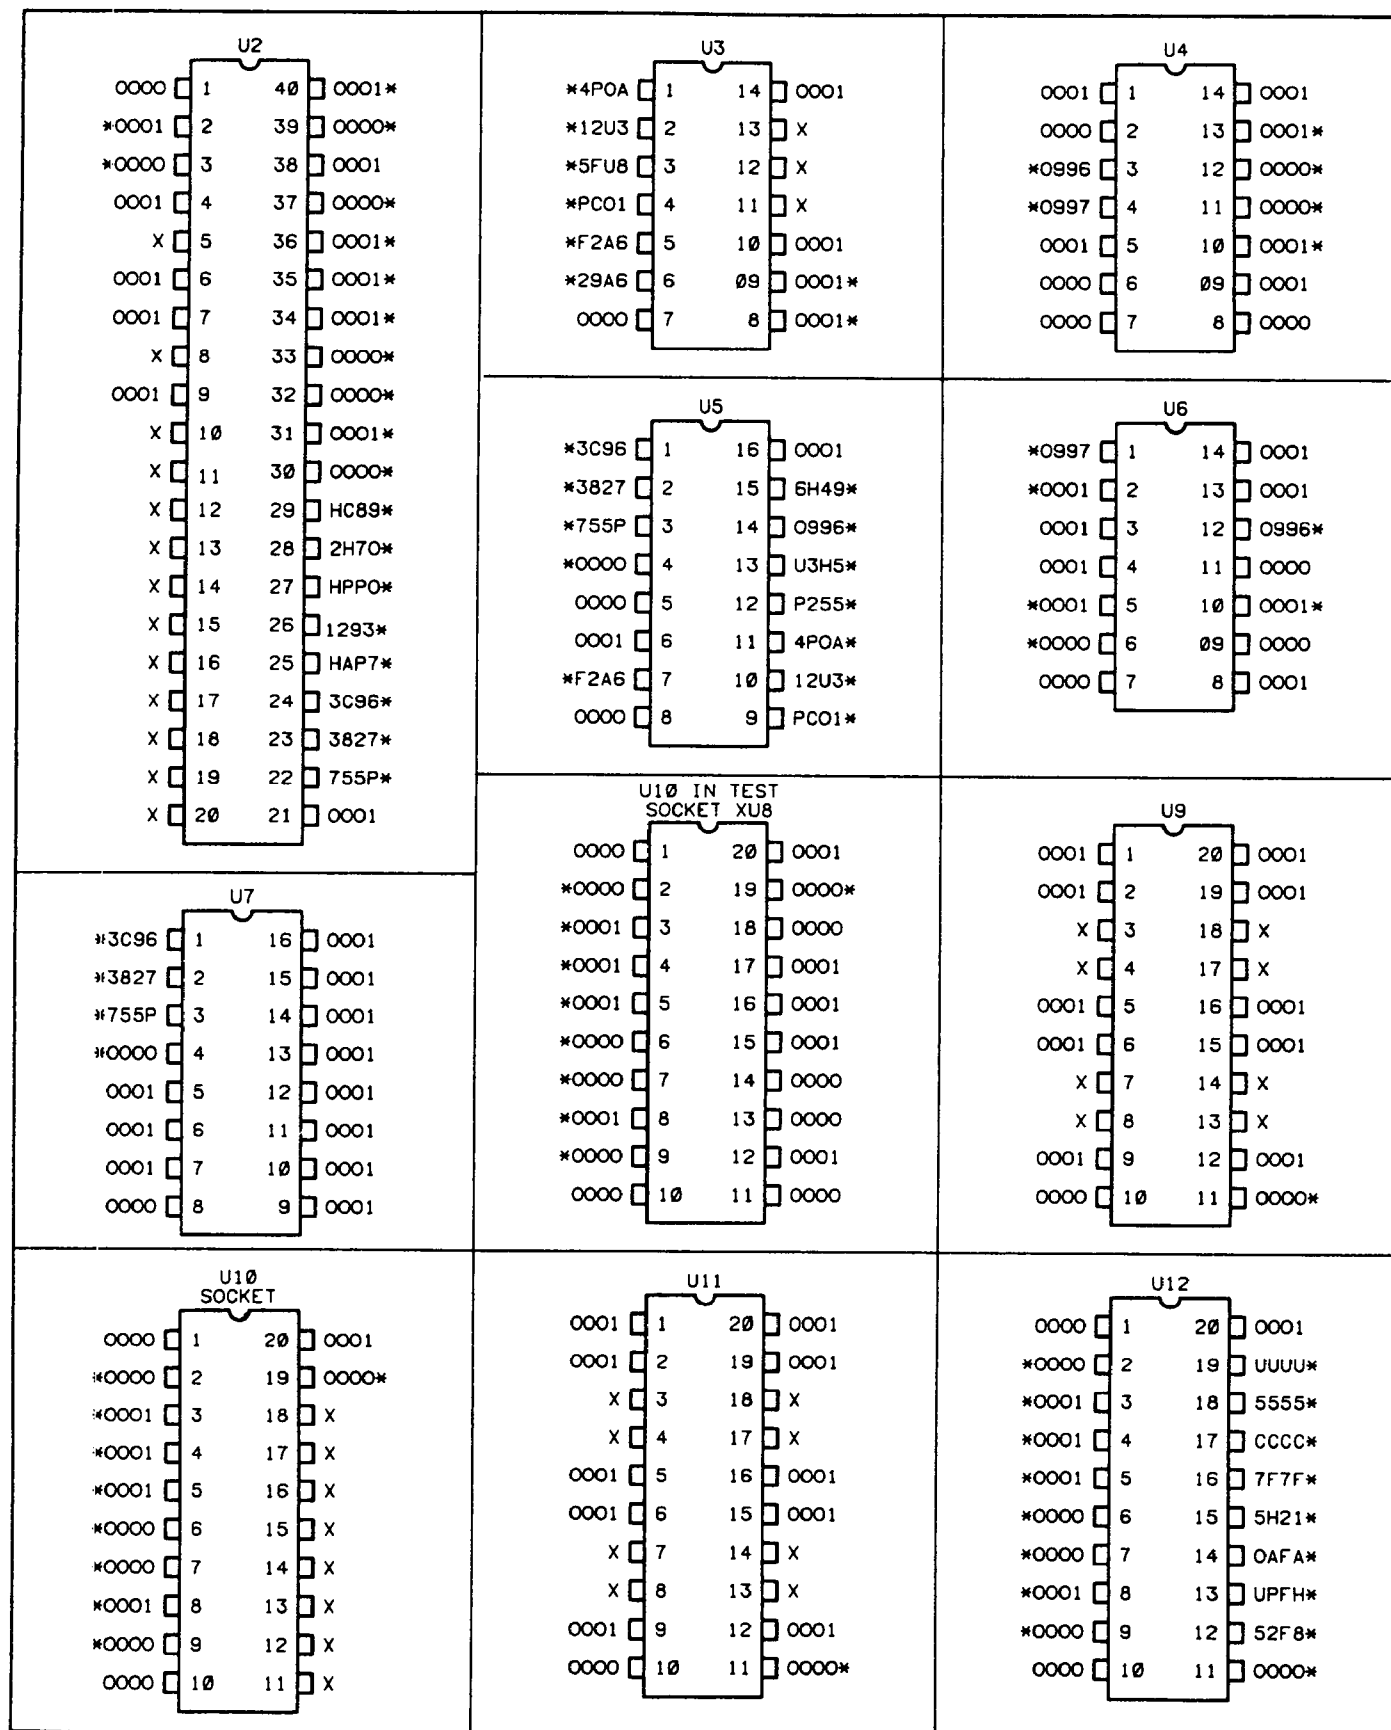 U2
0000 1 40 0001*
*0001 2 39 0000*
*0000 3 38 0001
0001 4 37 0000*
X 5 36 0001*
0001 6 35 0001*
0001 7 34 0001*
X 8 33 0000*
0001 9 32 0000*
X 10 31 0001*
X 11 30 0000*
X 12 29 HC89*
X 13 28 2H70*
X 14 27 HPP0*
X 15 26 1293*
X 16 25 HAP7*
X 17 24 3C96*
X 18 23 3827*
X 19 22 755P*
X 20 21 0001
U3
*4P0A 1 14 0001
*12U3 2 13 X
*5FU8 3 12 X
*PC01 4 11 X
*F2A6 5 10 0001
*29A6 6 09 0001*
0000 7 8 0001*
U4
0001 1 14 0001
0000 2 13 0001*
*0996 3 12 0000*
*0997 4 11 0000*
0001 5 10 0001*
0000 6 09 0001
0000 7 8 0000
U5
*3C96 1 16 0001
*3827 2 15 6H49*
*755P 3 14 0996*
*0000 4 13 U3H5*
0000 5 12 P255*
0001 6 11 4P0A*
*F2A6 7 10 12U3*
0000 8 9 PC01*
U6
*0997 1 14 0001
*0001 2 13 0001
0001 3 12 0996*
0001 4 11 0000
*0001 5 10 0001*
*0000 6 09 0000
0000 7 8 0001
U7
*3C96 1 16 0001
*3827 2 15 0001
*755P 3 14 0001
*0000 4 13 0001
0001 5 12 0001
0001 6 11 0001
0001 7 10 0001
0000 8 9 0001
U10 IN TEST
SOCKET XU8
0000 1 20 0001
*0000 2 19 0000*
*0001 3 18 0000
*0001 4 17 0001
*0001 5 16 0001
*0000 6 15 0001
*0000 7 14 0000
*0001 8 13 0000
*0000 9 12 0001
0000 10 11 0000
U9
0001 1 20 0001
0001 2 19 0001
X 3 18 X
X 4 17 X
0001 5 16 0001
0001 6 15 0001
X 7 14 X
X 8 13 X
0001 9 12 0001
0000 10 11 0000*
U10
SOCKET
0000 1 20 0001
*0000 2 19 0000*
*0001 3 18 X
*0001 4 17 X
*0001 5 16 X
*0000 6 15 X
*0000 7 14 X
*0001 8 13 X
*0000 9 12 X
0000 10 11 X
U11
0001 1 20 0001
0001 2 19 0001
X 3 18 X
X 4 17 X
0001 5 16 0001
0001 6 15 0001
X 7 14 X
X 8 13 X
0001 9 12 0001
0000 10 11 0000*
U12
0000 1 20 0001
*0000 2 19 UUUU*
*0001 3 18 5555*
*0001 4 17 CCCC*
*0001 5 16 7F7F*
*0000 6 15 5H21*
*0000 7 14 0AFA*
*0001 8 13 UPFH*
*0000 9 12 52F8*
0000 10 11 0000*